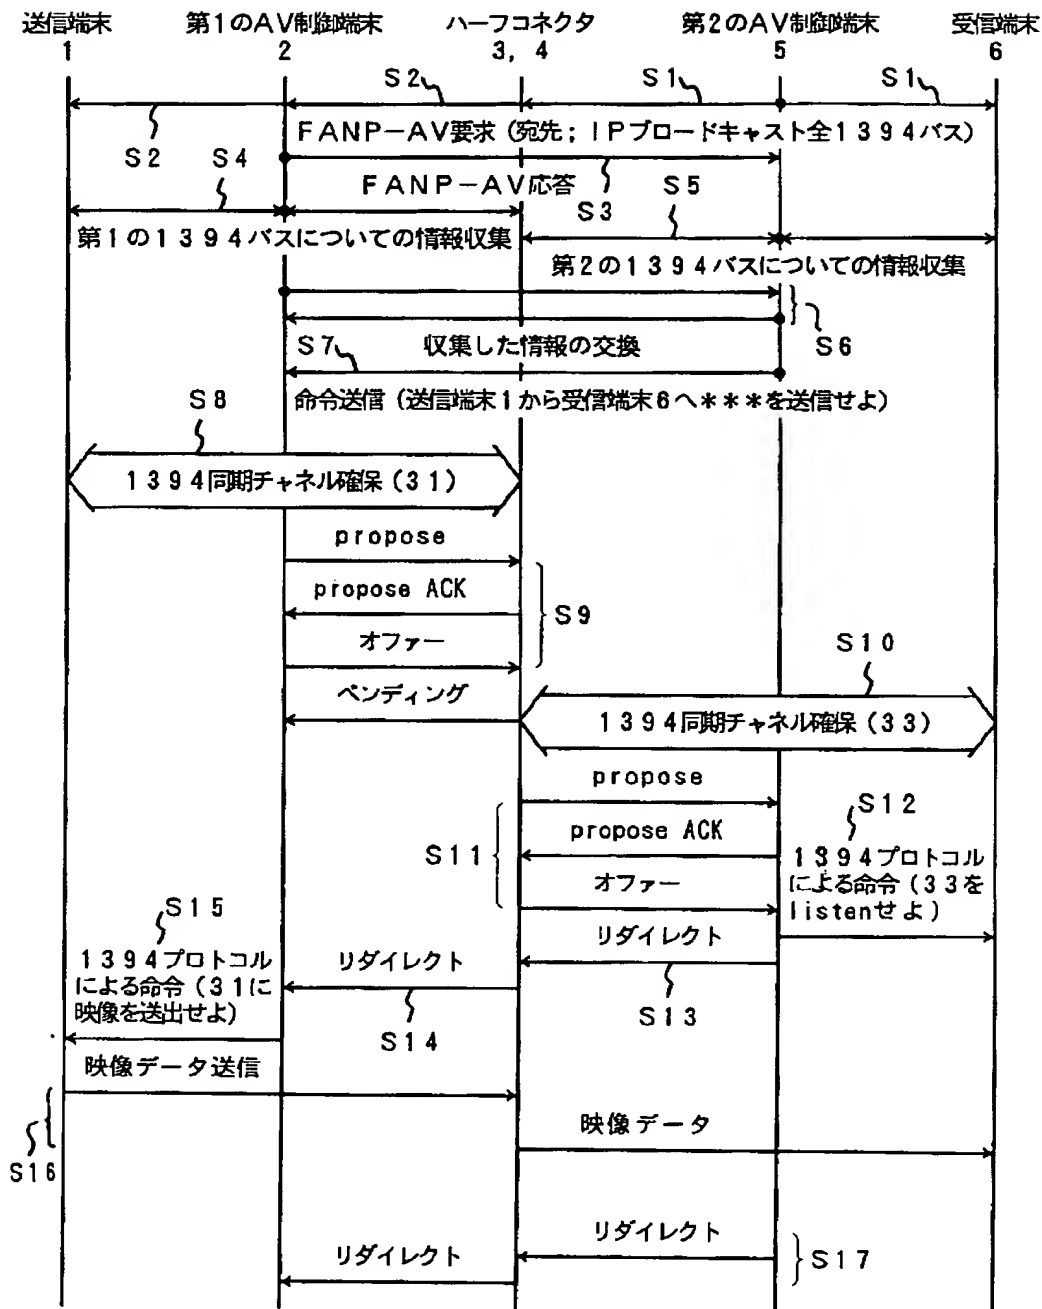 送信端末 第1のAV制御端末 ハーフコネクタ 第2のAV制御端末 受信端末
1 2 3, 4 5 6
S2 S1 S1
FANP-AV要求(宛先;IPブロードキャスト全1394バス)
S2 S4
FANP-AV応答 S5
S3
第1の1394バスについての情報収集
第2の1394バスについての情報収集
S7 収集した情報の交換 S6
S8 命令送信(送信端末1から受信端末6へ***を送信せよ)
1394同期チャネル確保(31)
propose
propose ACK
S9
オファー
S10
ペンディング
1394同期チャネル確保(33)
propose
S12
propose ACK
S11
1394プロトコル
による命令(33を
listenせよ)
オファー
S15
リダイレクト
1394プロトコル
による命令(31に
映像を送出せよ)
リダイレクト
S13
S14
映像データ送信
映像データ
S16
リダイレクト
リダイレクト
S17